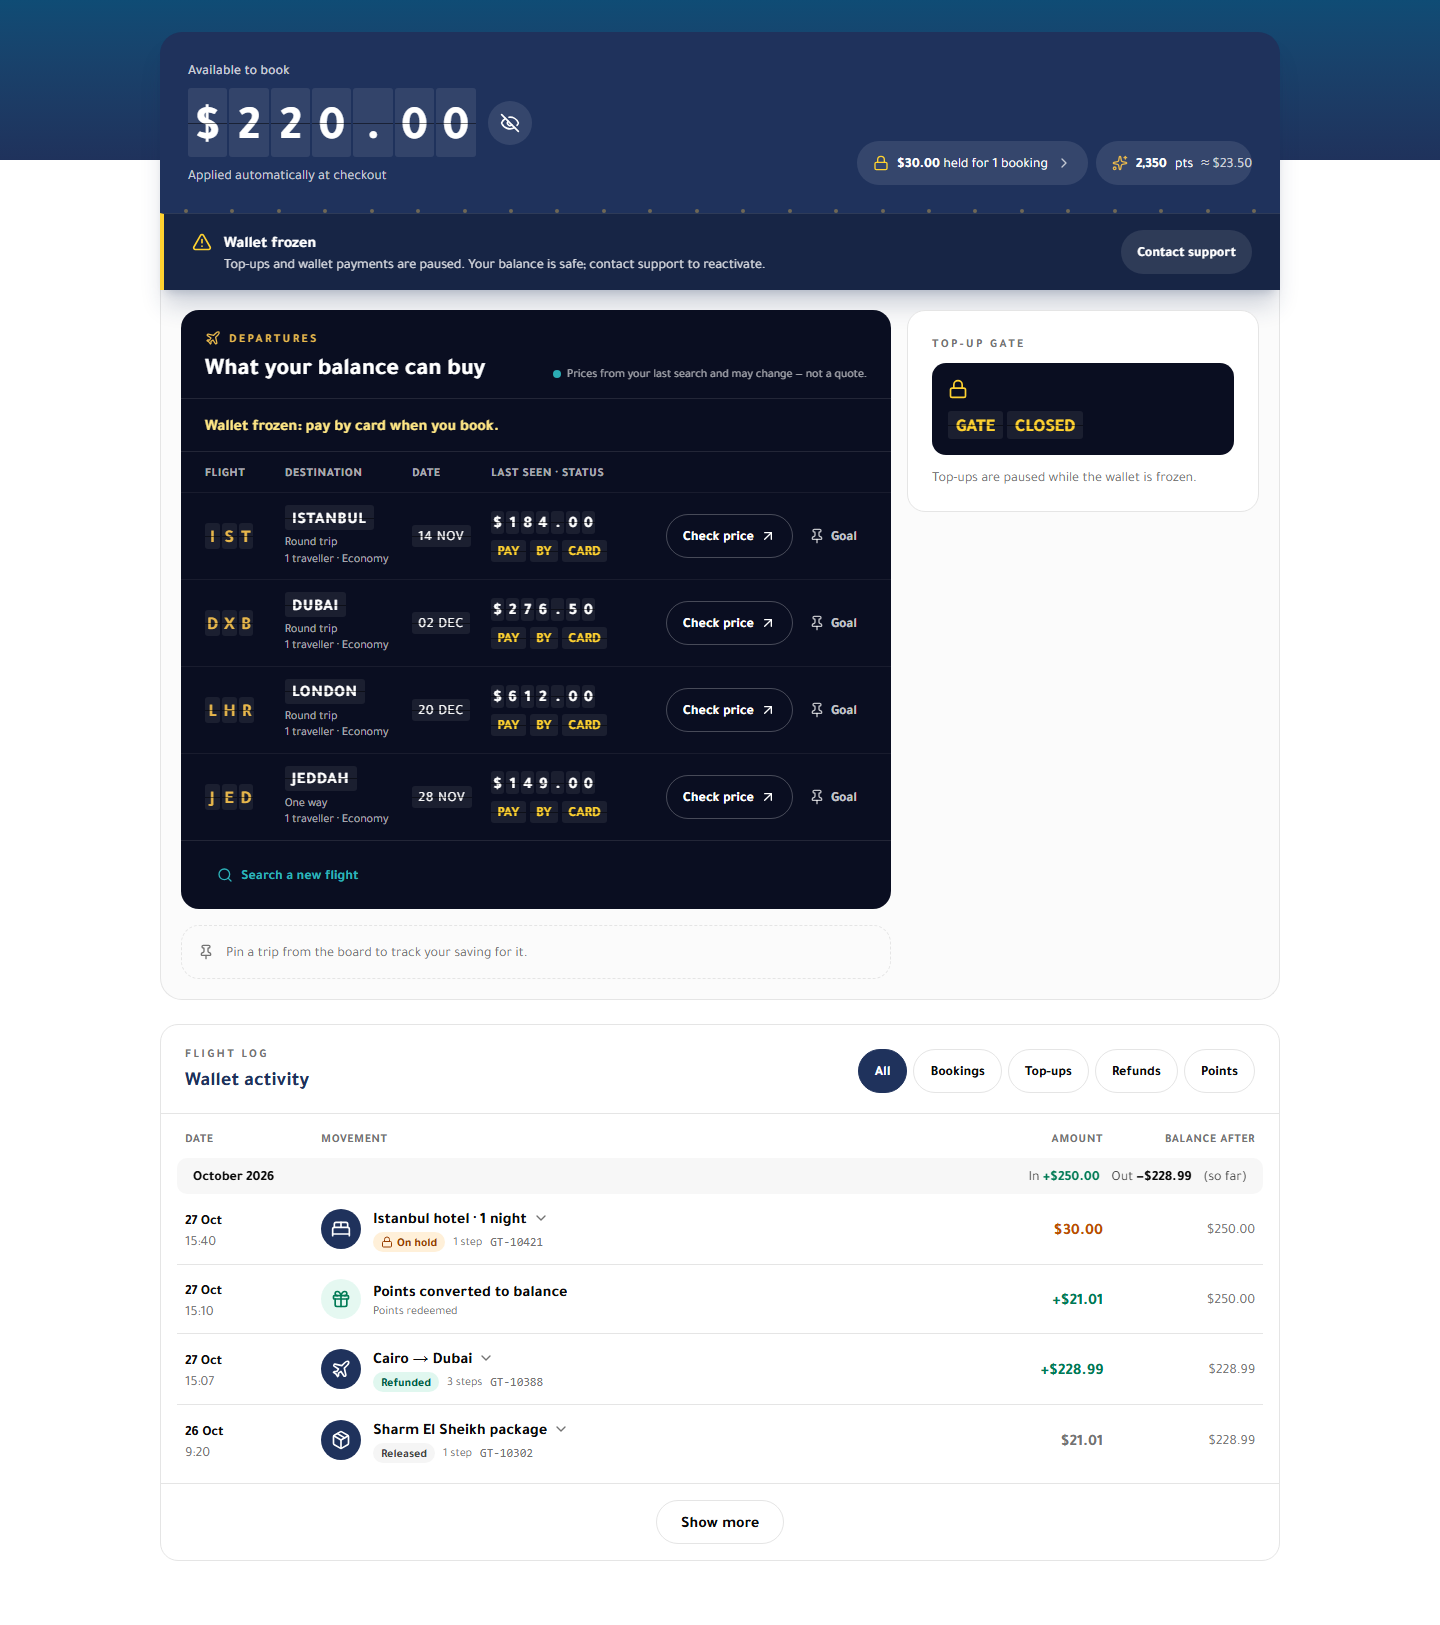 Available to book
$220.00
Applied automatically at checkout
$30.00 held for 1 booking
2,350 pts ≈ $23.50
Wallet frozen
Top-ups and wallet payments are paused. Your balance is safe; contact support to reactivate.
Contact support
DEPARTURES
What your balance can buy
Prices from your last search and may change — not a quote.
Wallet frozen: pay by card when you book.
FLIGHT DESTINATION DATE LAST SEEN · STATUS
IST
ISTANBUL
Round trip
1 traveller · Economy
14 NOV
$184.00
PAY BY CARD
Check price
Goal
DXB
DUBAI
Round trip
1 traveller · Economy
02 DEC
$276.50
PAY BY CARD
Check price
Goal
LHR
LONDON
Round trip
1 traveller · Economy
20 DEC
$612.00
PAY BY CARD
Check price
Goal
JED
JEDDAH
One way
1 traveller · Economy
28 NOV
$149.00
PAY BY CARD
Check price
Goal
Search a new flight
Pin a trip from the board to track your saving for it.
TOP-UP GATE
GATE CLOSED
Top-ups are paused while the wallet is frozen.
FLIGHT LOG
Wallet activity
All Bookings Top-ups Refunds Points
DATE MOVEMENT AMOUNT BALANCE AFTER
October 2026 In +$250.00 Out −$228.99 (so far)
27 Oct
15:40
Istanbul hotel · 1 night
On hold 1 step GT-10421
$30.00
$250.00
27 Oct
15:10
Points converted to balance
Points redeemed
+$21.01
$250.00
27 Oct
15:07
Cairo → Dubai
Refunded 3 steps GT-10388
+$228.99
$228.99
26 Oct
9:20
Sharm El Sheikh package
Released 1 step GT-10302
$21.01
$228.99
Show more